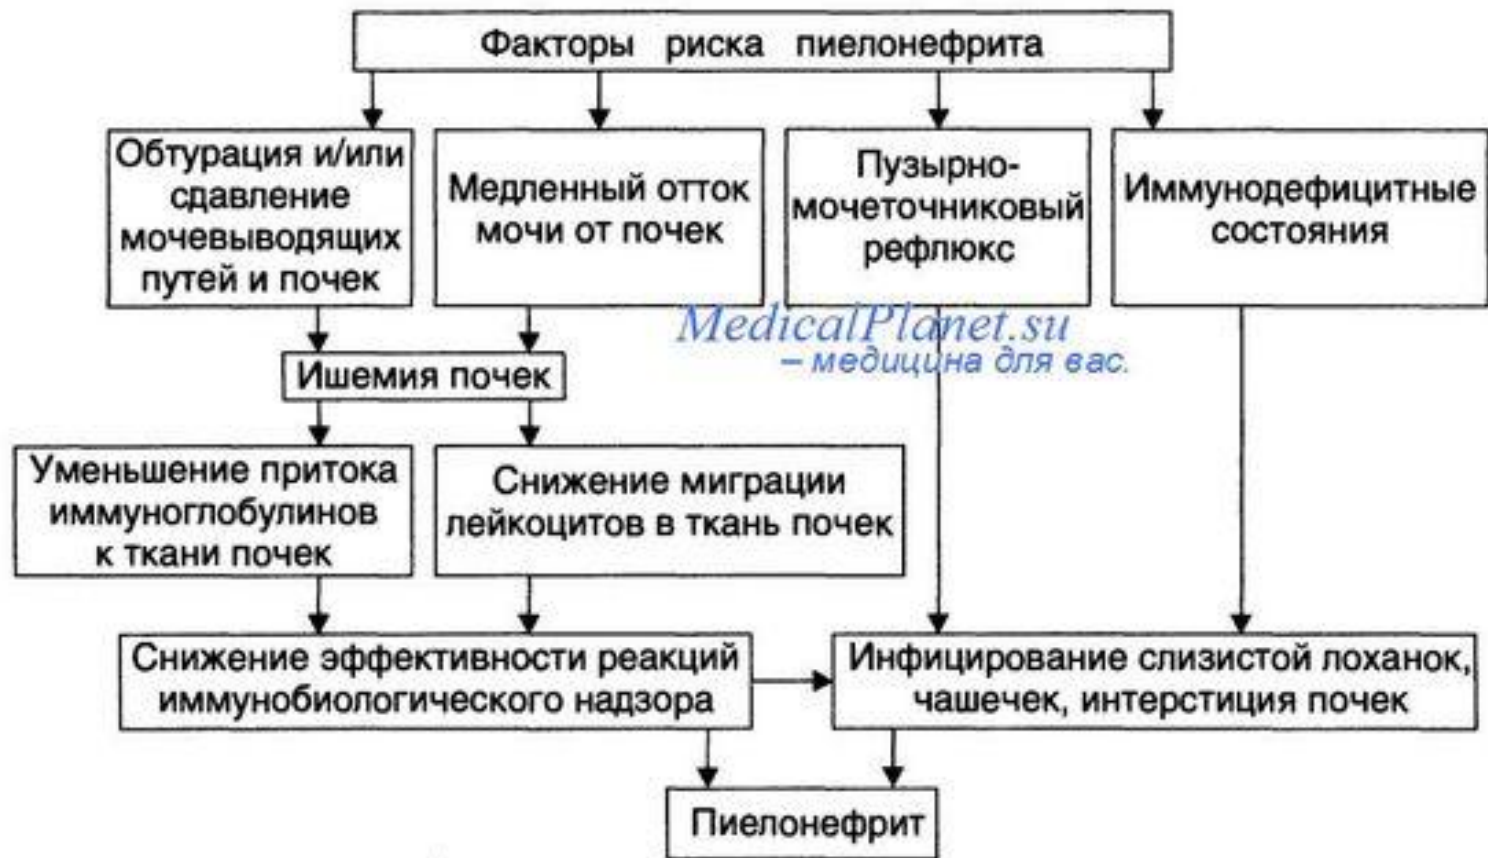 Факторы риска пиелонефрита
Обтурация и/или
сдавление
мочевыводящих
путей и почек
Медленный отток
мочи от почек
Пузырно-
мочеточниковый
рефлюкс
Иммунодефицитные
состояния
MedicalPlanet.su
– медицина для вас.
Ишемия почек
Уменьшение притока
иммуноглобулинов
к ткани почек
Снижение миграции
лейкоцитов в ткань почек
Снижение эффективности реакций
иммунобиологического надзора
Инфицирование слизистой лоханок,
чашечек, интерстиция почек
Пиелонефрит